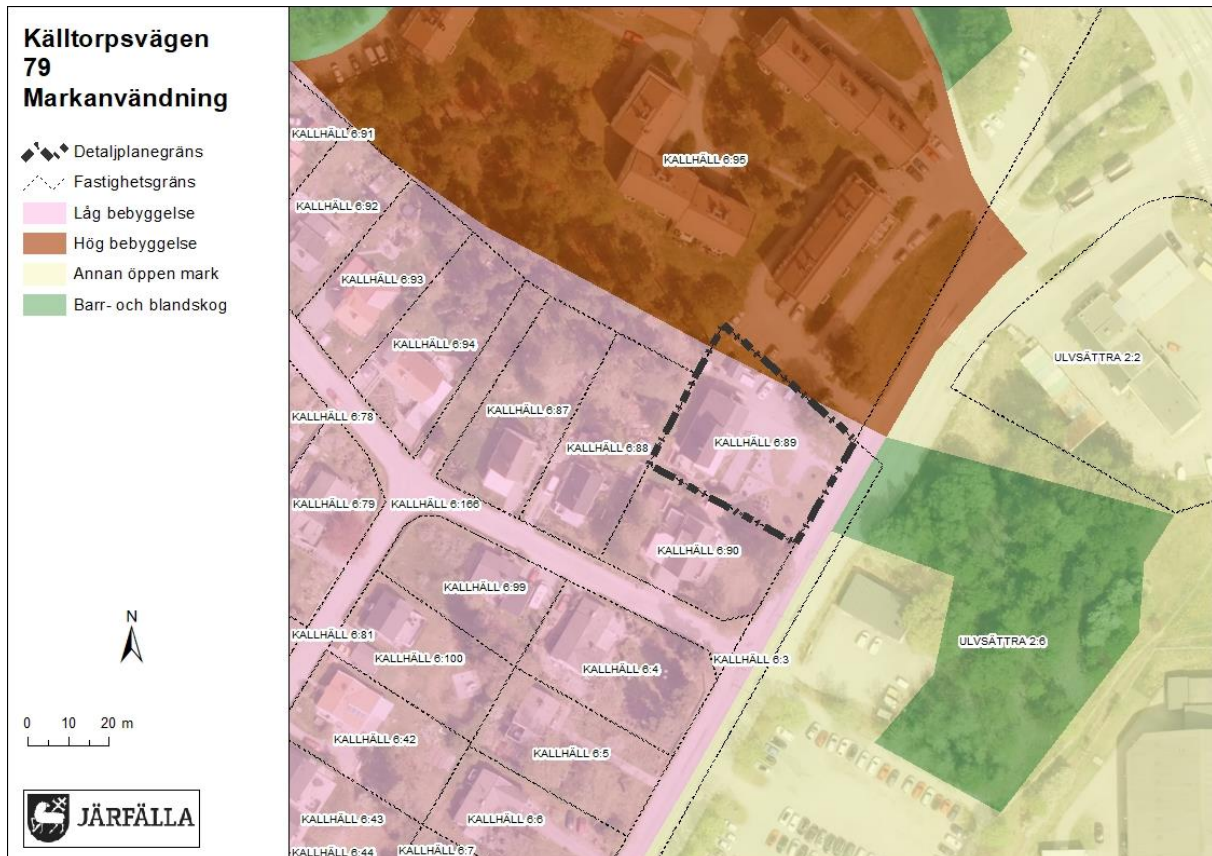 Källtorpsvägen
79
Markanvändning
Detaljplanegräns
Fastighetsgräns
Låg bebyggelse
Hög bebyggelse
Annan öppen mark
Barr- och blandskog
N
0 10 20 m
JÄRFÄLLA
KALLHÄLL 6:91
KALLHÄLL 6:95
KALLHÄLL 6:92
KALLHÄLL 6:93
KALLHÄLL 6:94
ULVSÄTTRA 2:2
KALLHÄLL 6:87
KALLHÄLL 6:78
KALLHÄLL 6:88
KALLHÄLL 6:89
KALLHÄLL 6:79
KALLHÄLL 6:166
KALLHÄLL 6:90
KALLHÄLL 6:99
KALLHÄLL 6:81
ULVSÄTTRA 2:6
KALLHÄLL 6:100
KALLHÄLL 6:4
KALLHÄLL 6:3
KALLHÄLL 6:42
KALLHÄLL 6:5
KALLHÄLL 6:43
KALLHÄLL 6:6
KALLHÄLL 6:44
KALLHÄLL 6:7